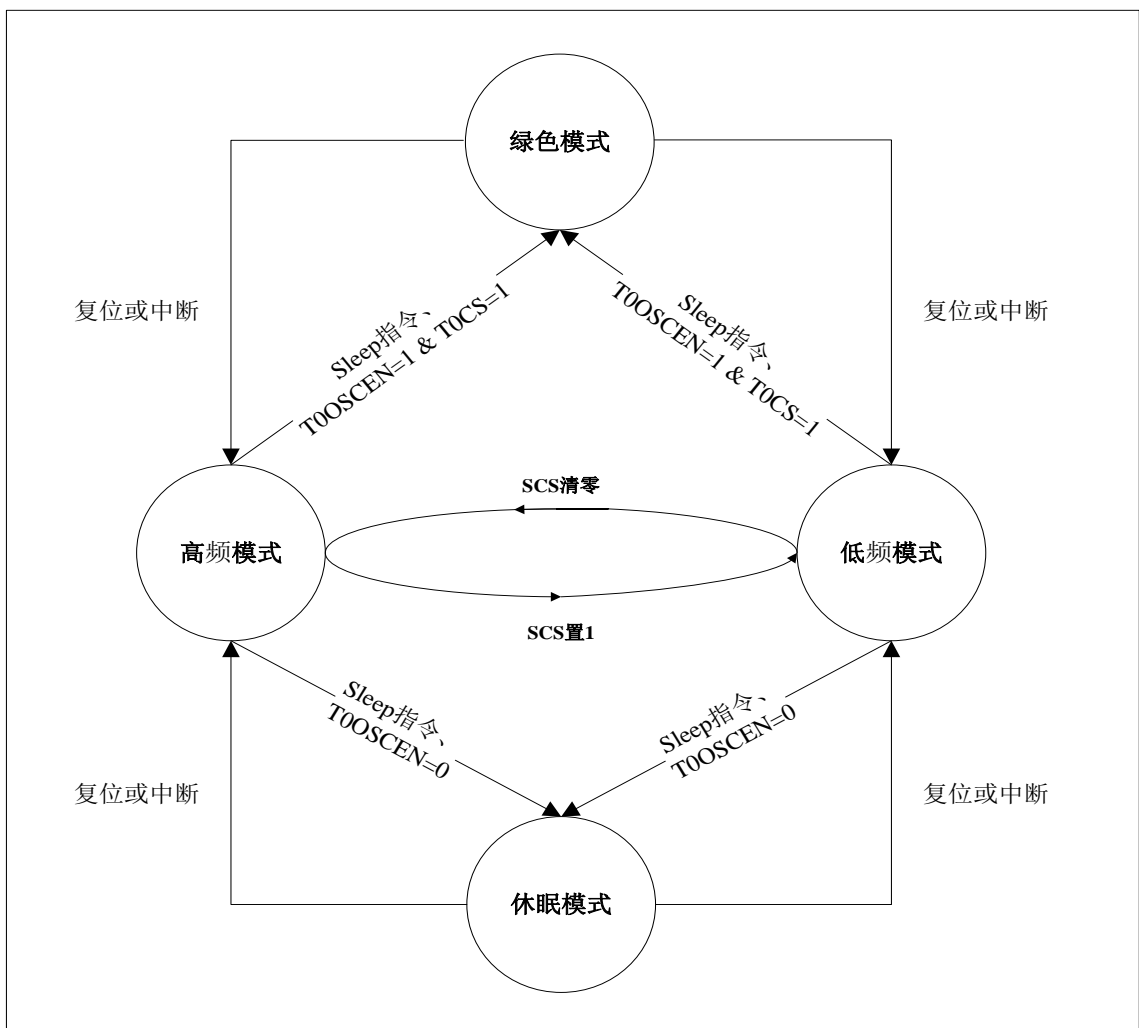 绿色模式
复位或中断
Sleep指令、
T0OSCEN=1 & T0CS=1
Sleep指令、
T0OSCEN=1 & T0CS=1
复位或中断
SCS清零
高频模式
低频模式
SCS置1
Sleep指令、
T0OSCEN=0
Sleep指令、
T0OSCEN=0
复位或中断
复位或中断
休眠模式